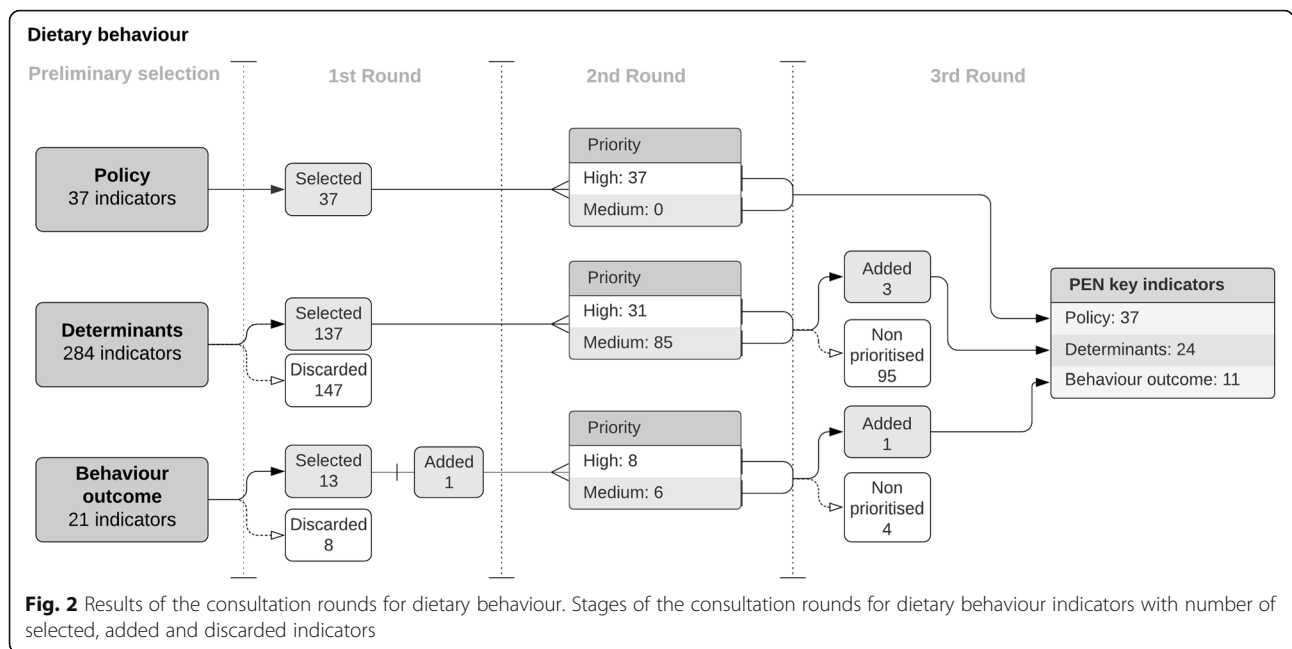 Dietary behaviour
Preliminary selection
1st Round
2nd Round
3rd Round
Policy
37 indicators
Selected
37
Priority
High: 37
Medium: 0
Determinants
284 indicators
Selected
137
Discarded
147
Priority
High: 31
Medium: 85
Added
3
Non
prioritised
95
PEN key indicators
Policy: 37
Determinants: 24
Behaviour outcome: 11
Behaviour
outcome
21 indicators
Selected
13
Added
1
Discarded
8
Priority
High: 8
Medium: 6
Added
1
Non
prioritised
4
Fig. 2 Results of the consultation rounds for dietary behaviour. Stages of the consultation rounds for dietary behaviour indicators with number of
selected, added and discarded indicators